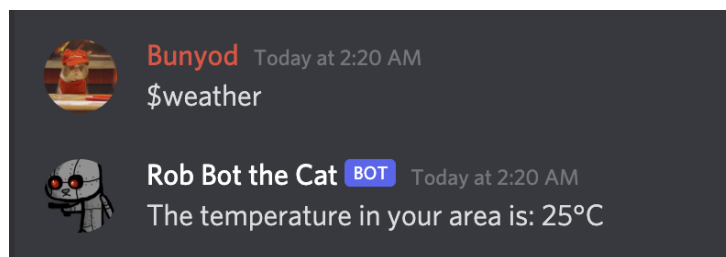 Bunyod Today at 2:20 AM
$weather
Rob Bot the Cat BOT Today at 2:20 AM
The temperature in your area is: 25°C